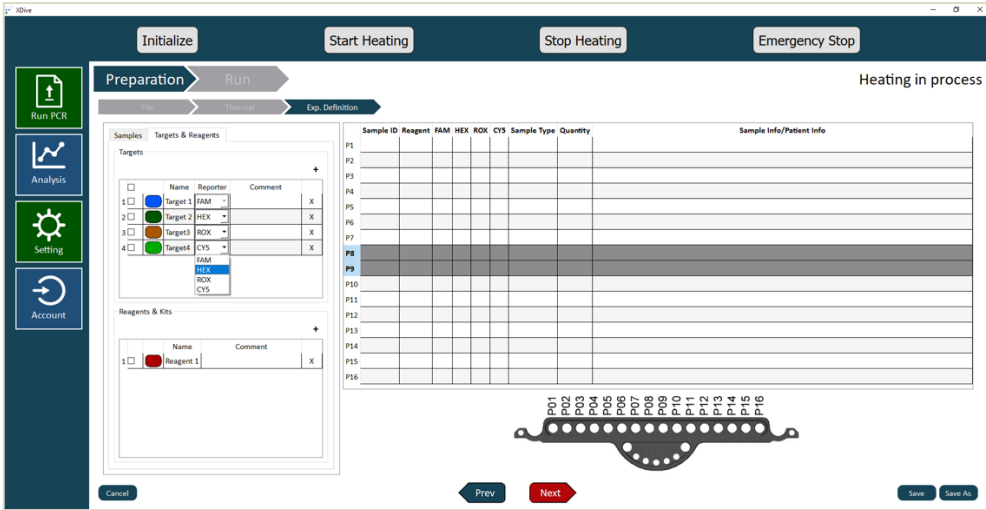 XDive
Initialize Start Heating Stop Heating Emergency Stop
Preparation Run Heating in process
File Thermal Exp. Definition
Run PCR
Analysis
Setting
Account
Samples Targets & Reagents
Targets
+
Name Reporter Comment
1 Target 1 FAM X
2 Target 2 HEX X
3 Target3 ROX X
4 Target4 CY5 X
FAM
HEX
ROX
CY5
Reagents & Kits
+
Name Comment
1 Reagent 1 X
Sample ID Reagent FAM HEX ROX CY5 Sample Type Quantity Sample Info/Patient Info
P1
P2
P3
P4
P5
P6
P7
P8
P9
P10
P11
P12
P13
P14
P15
P16
P01 P02 P03 P04 P05 P06 P07 P08 P09 P10 P11 P12 P13 P14 P15 P16
Cancel Prev Next Save Save As